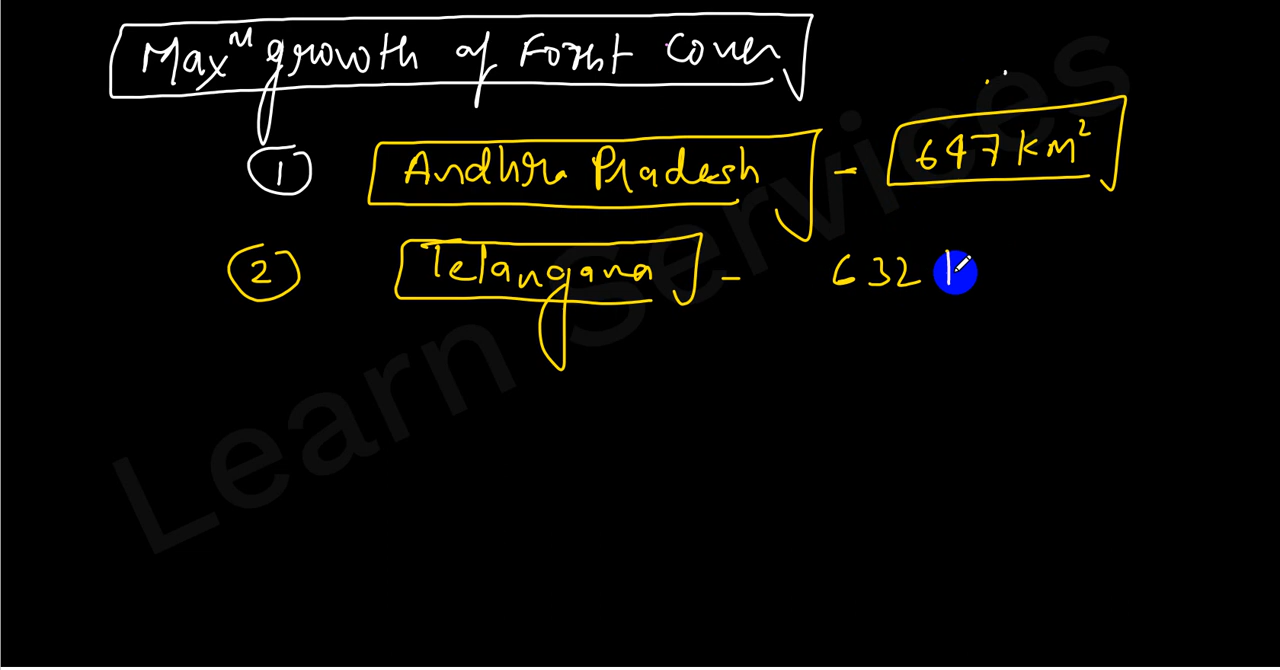 Maxᴹ growth of Forest Cover
1 Andhra Pradesh - 647 KM²
2 Telangana - 632
Learn Services